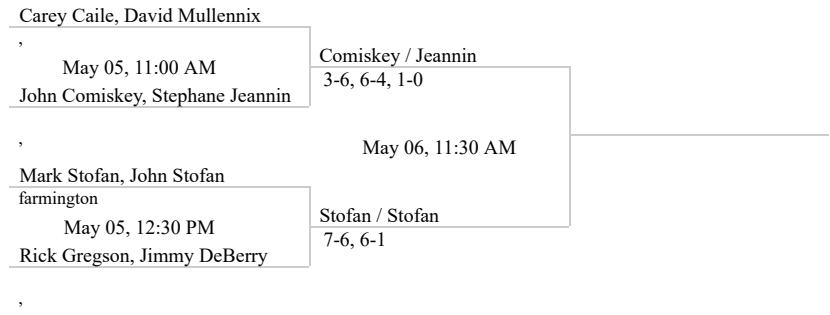 Carey Caile, David Mullennix
,
May 05, 11:00 AM
John Comiskey, Stephane Jeannin
,
Comiskey / Jeannin
3-6, 6-4, 1-0
May 06, 11:30 AM
Mark Stofan, John Stofan
farmington
May 05, 12:30 PM
Rick Gregson, Jimmy DeBerry
,
Stofan / Stofan
7-6, 6-1